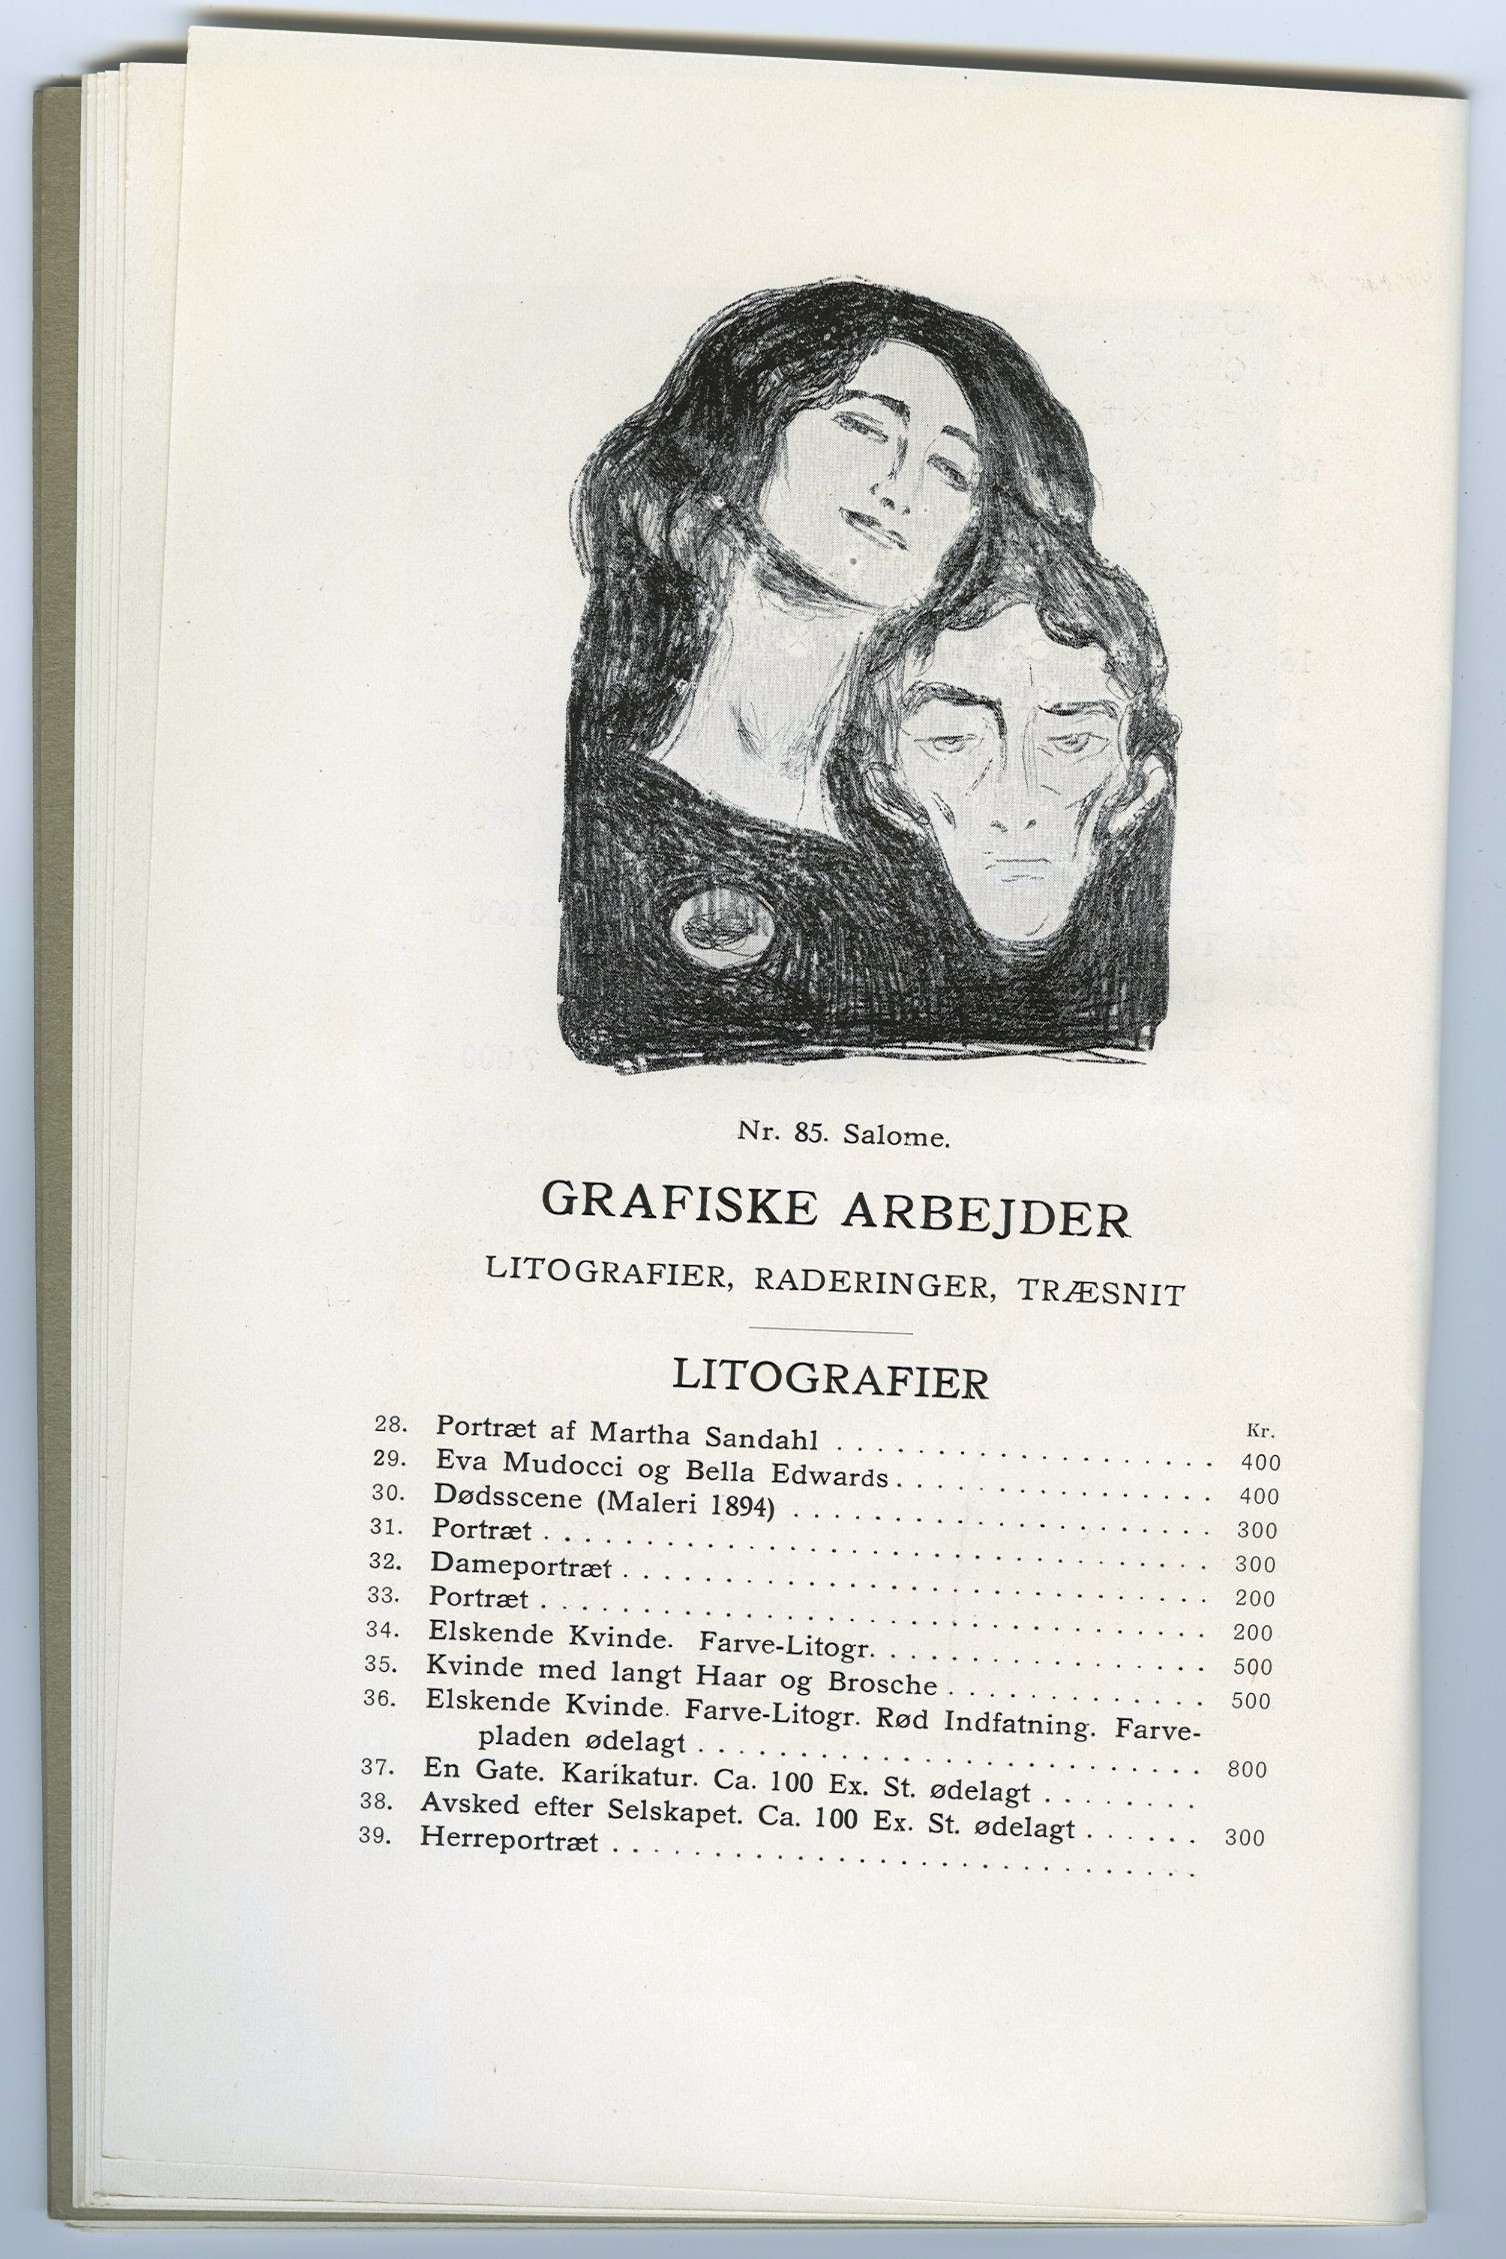 Nr. 85. Salome.
GRAFISKE ARBEJDER
LITOGRAFIER, RADERINGER, TRÆSNIT
LITOGRAFIER
Kr.
28. Portræt af Martha Sandahl . . . . . . . . . . . . . . . . . . . 400
29. Eva Mudocci og Bella Edwards . . . . . . . . . . . . . . . . 400
30. Dødsscene (Maleri 1894) . . . . . . . . . . . . . . . . . . . . . 300
31. Portræt . . . . . . . . . . . . . . . . . . . . . . . . . . . . . . . . . 300
32. Dameportræt . . . . . . . . . . . . . . . . . . . . . . . . . . . . . 200
33. Portræt . . . . . . . . . . . . . . . . . . . . . . . . . . . . . . . . . 200
34. Elskende Kvinde. Farve-Litogr. . . . . . . . . . . . . . . . . . 500
35. Kvinde med langt Haar og Brosche . . . . . . . . . . . . . 500
36. Elskende Kvinde. Farve-Litogr. Rød Indfatning. Farve-
pladen ødelagt . . . . . . . . . . . . . . . . . . . . . . . . . 800
37. En Gate. Karikatur. Ca. 100 Ex. St. ødelagt . . . . . . . .
38. Avsked efter Selskapet. Ca. 100 Ex. St. ødelagt . . . . . . 300
39. Herreportræt . . . . . . . . . . . . . . . . . . . . . . . . . . . . .